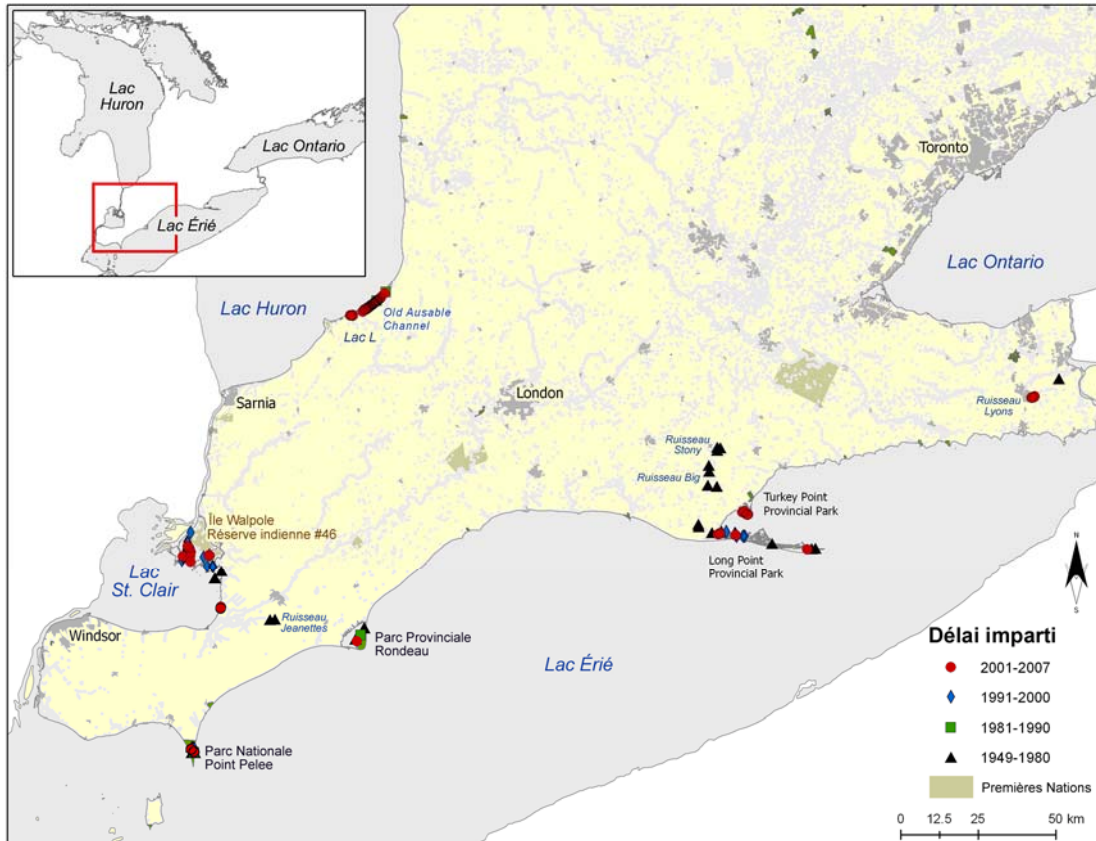 Lac
Huron
Lac Ontario
Lac Érié
Toronto
Lac Ontario
Lac Huron
Old Ausable
Channel
Lac L
Sarnia
London
Ruisseau
Lyons
Ruisseau
Stony
Ruisseau Big
Turkey Point
Provincial Park
Île Walpole
Réserve indienne #46
Long Point
Provincial Park
Lac
St. Clair
Ruisseau
Jeanettes
Windsor
Parc Provinciale
Rondeau
Lac Érié
Parc Nationale
Point Pelee
N
S
Délai imparti
2001-2007
1991-2000
1981-1990
1949-1980
Premières Nations
0 12.5 25 50 km